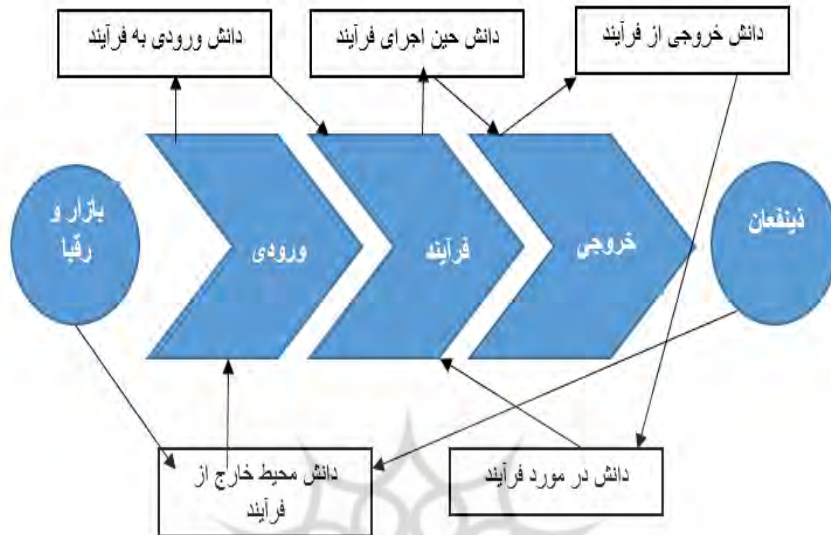 دانش ورودی به فرآیند
دانش حین اجرای فرآیند
دانش خروجی از فرآیند
بازار و
رقبا
ورودی
فرآیند
خروجی
ذینفعان
دانش محیط خارج از
فرآیند
دانش در مورد فرآیند